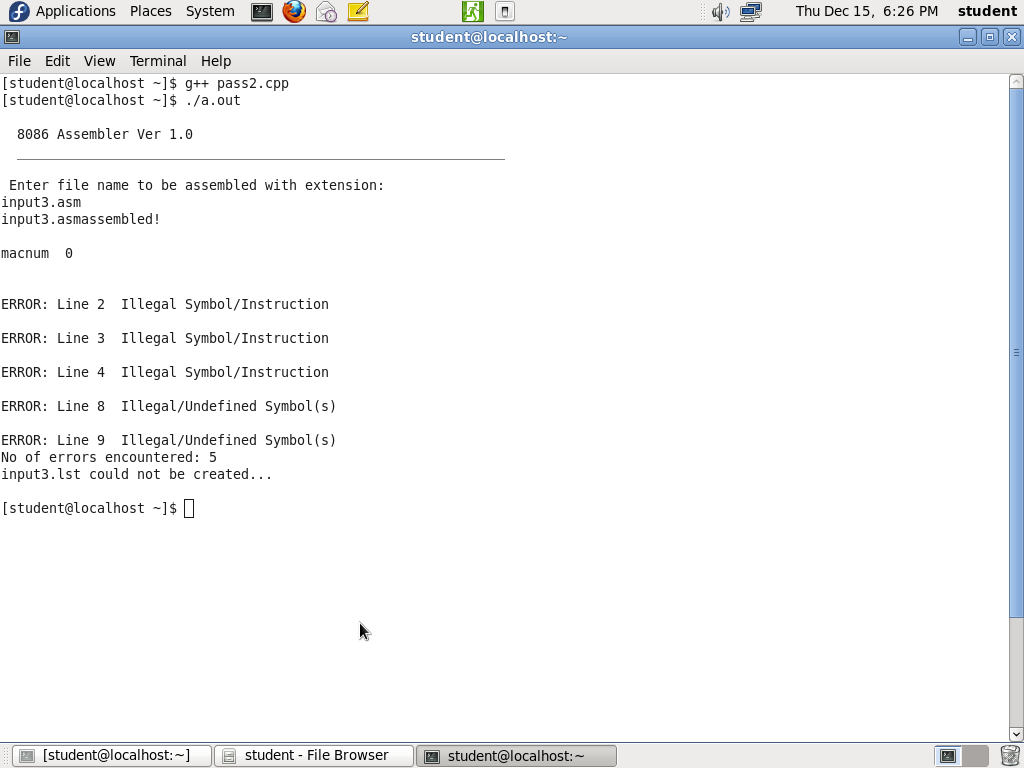 Applications Places System
Thu Dec 15, 6:26 PM student
student@localhost:~
File Edit View Terminal Help
[student@localhost ~]$ g++ pass2.cpp
[student@localhost ~]$ ./a.out
8086 Assembler Ver 1.0
Enter file name to be assembled with extension:
input3.asm
input3.asmassembled!
macnum 0
ERROR: Line 2 Illegal Symbol/Instruction
ERROR: Line 3 Illegal Symbol/Instruction
ERROR: Line 4 Illegal Symbol/Instruction
ERROR: Line 8 Illegal/Undefined Symbol(s)
ERROR: Line 9 Illegal/Undefined Symbol(s)
No of errors encountered: 5
input3.lst could not be created...
[student@localhost ~]$
[student@localhost:~] student - File Browser student@localhost:~